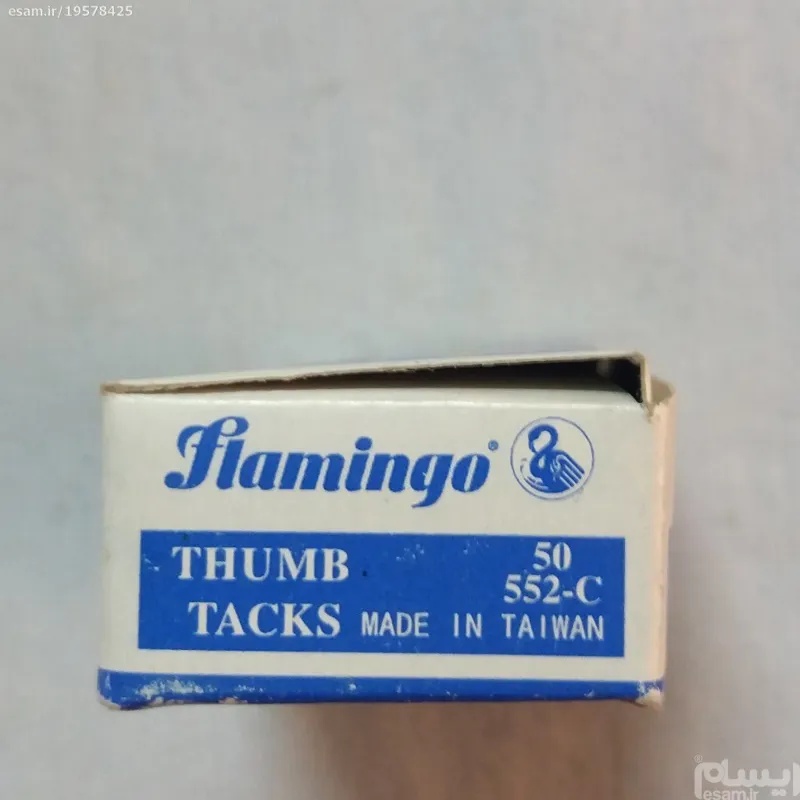 esam.ir/19578425
flamingo®
THUMB
50
552-C
TACKS MADE IN TAIWAN
ایسام®
esam.ir